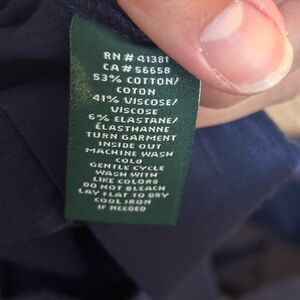 RN # 41381
CA # 56658
53% COTTON/
COTON
41% VISCOSE/
VISCOSE
6% ELASTANE/
ÉLASTHANNE
TURN GARMENT
INSIDE OUT
MACHINE WASH
COLD
GENTLE CYCLE
WASH WITH
LIKE COLORS
DO NOT BLEACH
LAY FLAT TO DRY
COOL IRON
IF NEEDED